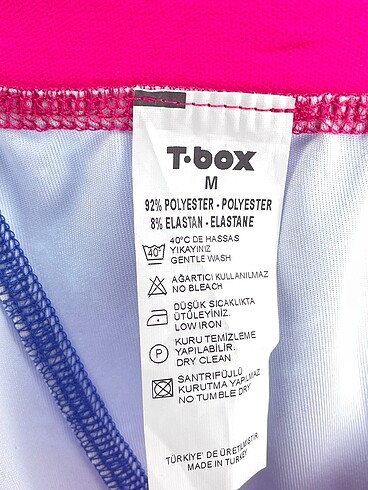 T·box
M
92% POLYESTER - POLYESTER
8% ELASTAN - ELASTANE
40
40°C DE HASSAS
YIKAYINIZ
GENTLE WASH
AĞARTICI KULLANILMAZ
NO BLEACH
DÜŞÜK SICAKLIKTA
ÜTÜLEYİNİZ.
LOW IRON
P
KURU TEMİZLEME
YAPILABİLİR.
DRY CLEAN
SANTRIFÜJLÜ
KURUTMA YAPILMAZ
NO TUMBLE DRY
TÜRKİYE' DE ÜRETİLMİŞTİR
MADE IN TURKEY